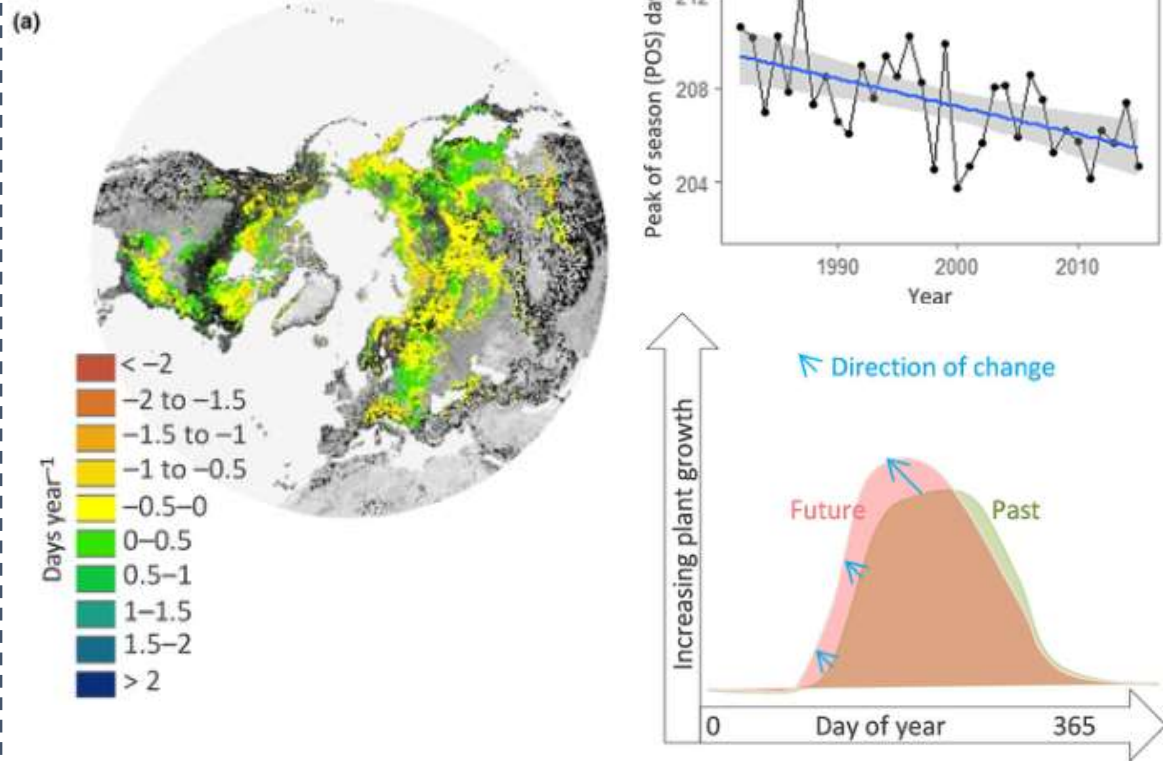 (a)
Days year⁻¹
< −2
−2 to −1.5
−1.5 to −1
−1 to −0.5
−0.5–0
0–0.5
0.5–1
1–1.5
1.5–2
> 2
Peak of season (POS)
212
208
204
1990 2000 2010
Year
Direction of change
Increasing plant growth
Future
Past
0 Day of year 365